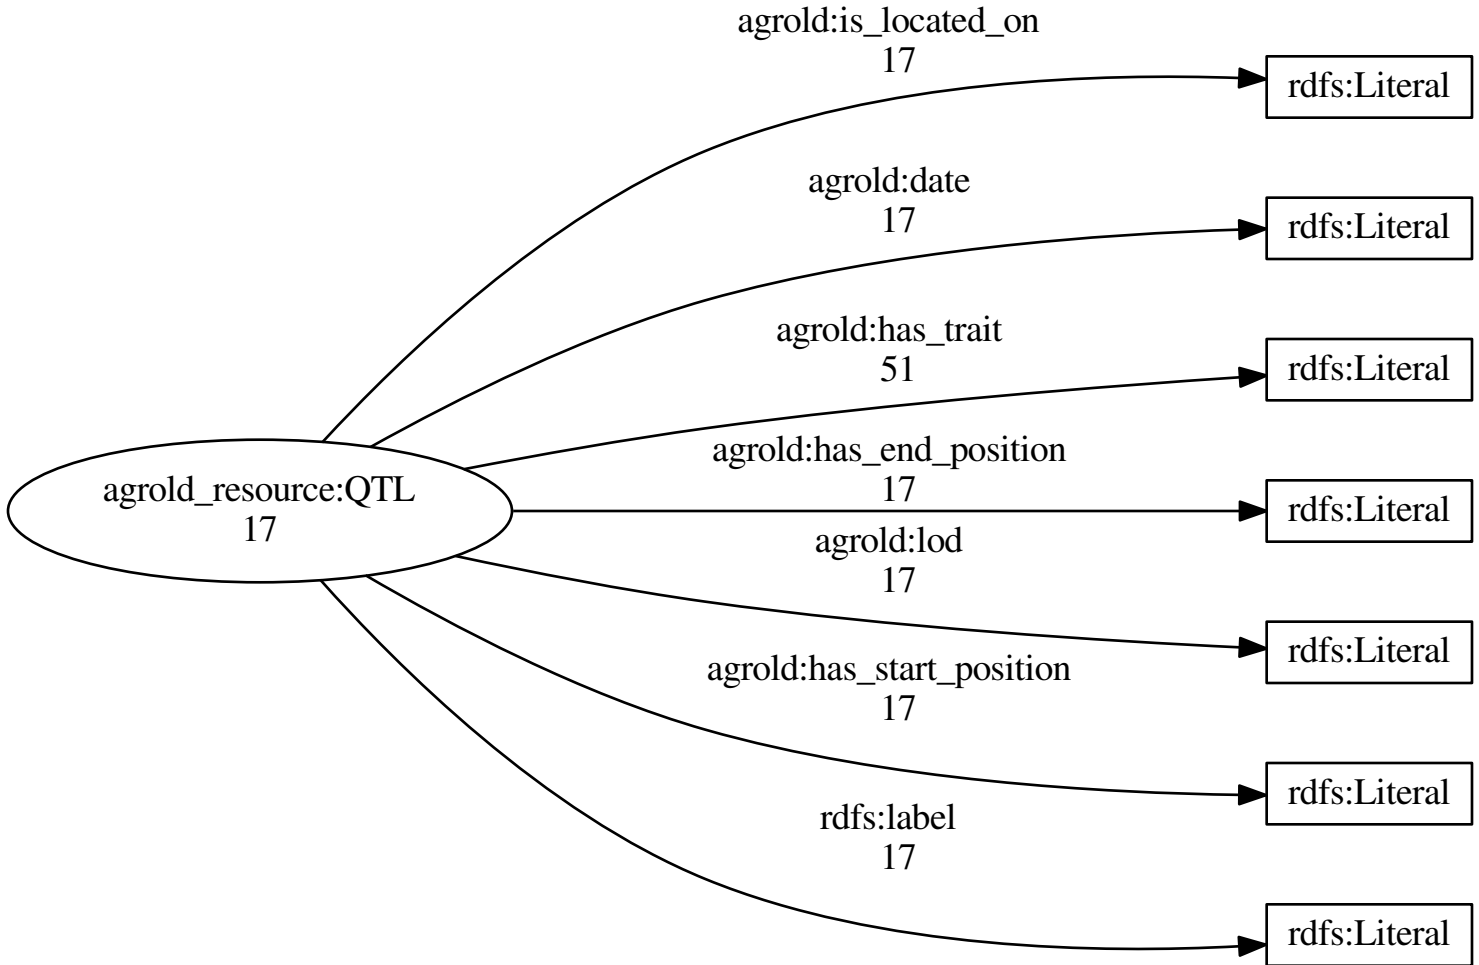 agrold:is_located_on
17
rdfs:Literal
agrold:date
17
rdfs:Literal
agrold:has_trait
51
rdfs:Literal
agrold:has_end_position
17
rdfs:Literal
agrold_resource:QTL
17
agrold:lod
17
rdfs:Literal
agrold:has_start_position
17
rdfs:Literal
rdfs:label
17
rdfs:Literal